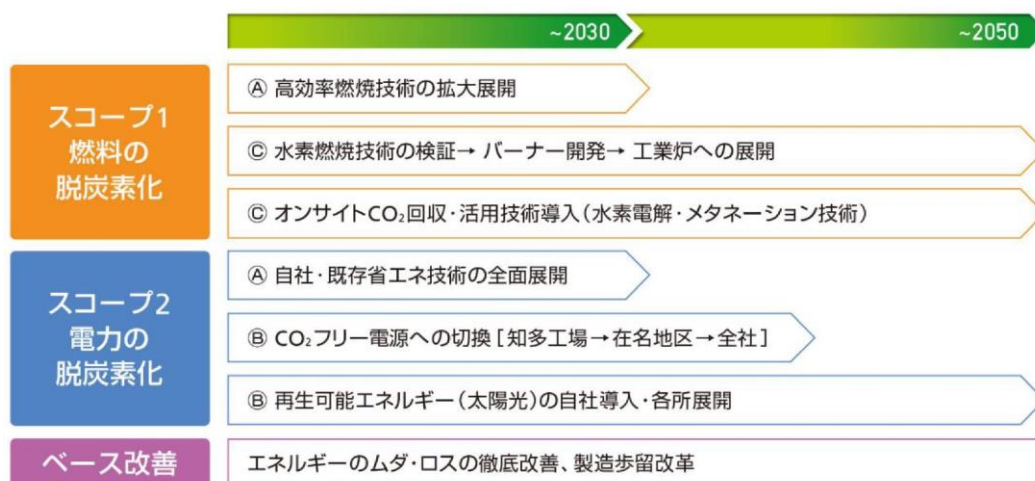 ~2030
~2050
スコープ1
燃料の
脱炭素化
Ⓐ 高効率燃焼技術の拡大展開
Ⓒ 水素燃焼技術の検証→ バーナー開発→ 工業炉への展開
Ⓒ オンサイトCO₂回収・活用技術導入(水素電解・メタネーション技術)
スコープ2
電力の
脱炭素化
Ⓐ 自社・既存省エネ技術の全面展開
Ⓑ CO₂フリー電源への切換 [ 知多工場→在名地区→全社 ]
Ⓑ 再生可能エネルギー(太陽光)の自社導入・各所展開
ベース改善
エネルギーのムダ・ロスの徹底改善、製造歩留改革